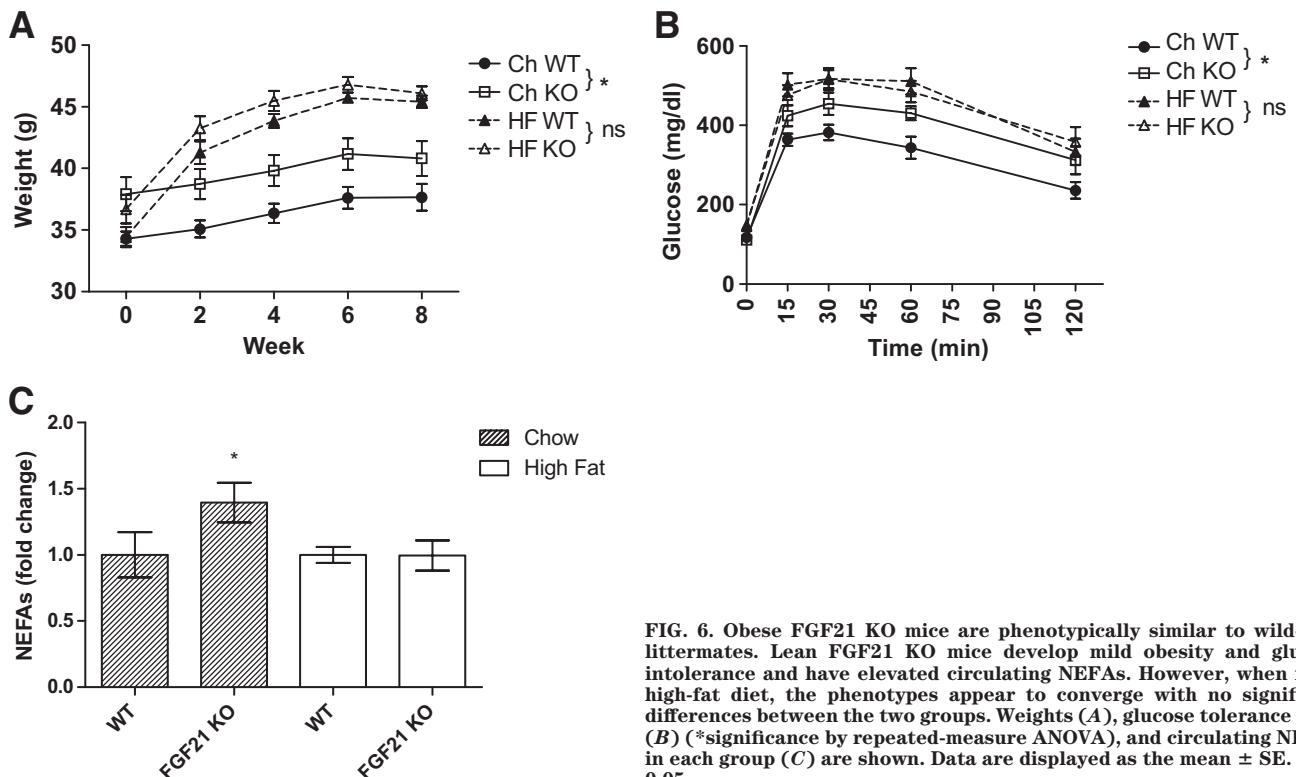 A
50
45
40
35
30
Weight (g)
0 2 4 6 8
Week
Ch WT
Ch KO
} *
HF WT
HF KO
} ns
B
600
400
200
0
Glucose (mg/dl)
0 15 30 45 60 75 90 105 120
Time (min)
Ch WT
Ch KO
} *
HF WT
HF KO
} ns
C
2.0
1.5
1.0
0.5
0.0
NEFAs (fold change)
*
WT FGF21 KO WT FGF21 KO
Chow
High Fat
FIG. 6. Obese FGF21 KO mice are phenotypically similar to wild-
littermates. Lean FGF21 KO mice develop mild obesity and glu
intolerance and have elevated circulating NEFAs. However, when
high-fat diet, the phenotypes appear to converge with no signif
differences between the two groups. Weights (A), glucose tolerance
(B) (*significance by repeated-measure ANOVA), and circulating NE
in each group (C) are shown. Data are displayed as the mean ± SE.